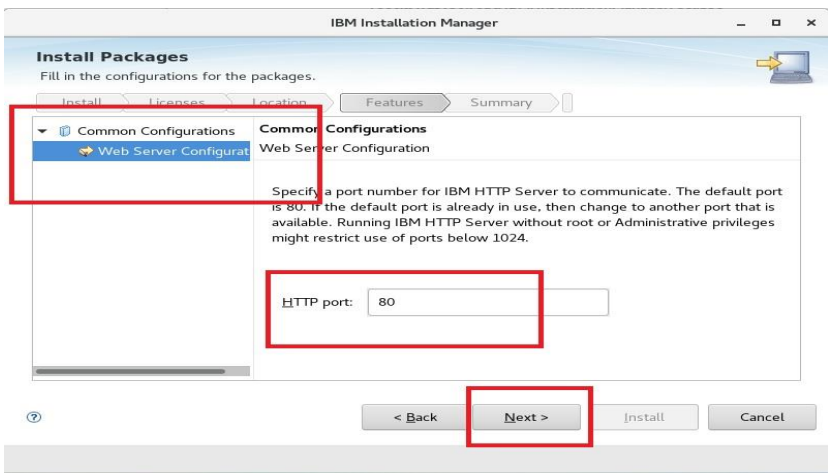 IBM Installation Manager
Install Packages
Fill in the configurations for the packages.
Install Licenses Location Features Summary
Common Configurations
Web Server Configurat
Common Configurations
Web Server Configuration
Specify a port number for IBM HTTP Server to communicate. The default port
is 80. If the default port is already in use, then change to another port that is
available. Running IBM HTTP Server without root or Administrative privileges
might restrict use of ports below 1024.
HTTP port: 80
< Back Next > Install Cancel